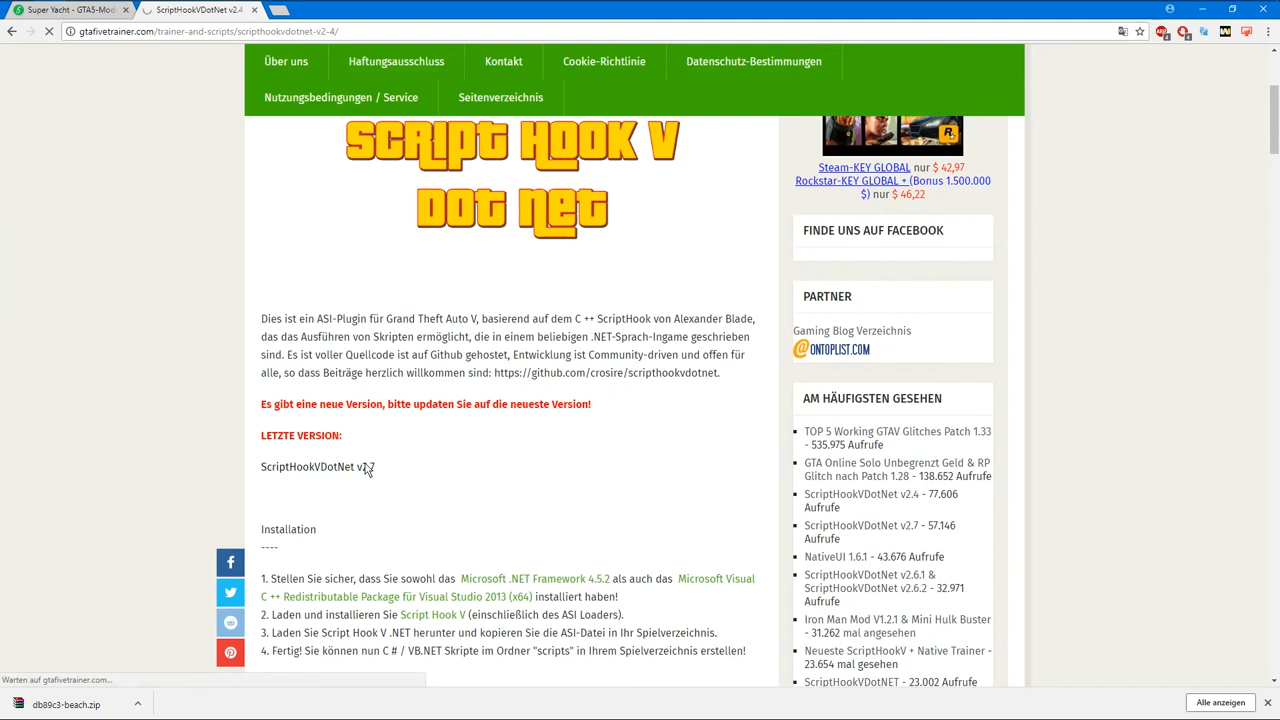 Super Yacht - GTA5-Mod
ScriptHookVDotNet v2.4
gtafivetrainer.com/trainer-and-scripts/scripthookvdotnet-v2-4/
Über uns
Haftungsausschluss
Kontakt
Cookie-Richtlinie
Datenschutz-Bestimmungen
Nutzungsbedingungen / Service
Seitenverzeichnis
SCRIPT HOOK V
DOT NET
Dies ist ein ASI-Plugin für Grand Theft Auto V, basierend auf dem C ++ ScriptHook von Alexander Blade,
das das Ausführen von Skripten ermöglicht, die in einem beliebigen .NET-Sprach-Ingame geschrieben
sind. Es ist voller Quellcode ist auf Github gehostet, Entwicklung ist Community-driven und offen für
alle, so dass Beiträge herzlich willkommen sind: https://github.com/crosire/scripthookvdotnet.
Es gibt eine neue Version, bitte updaten Sie auf die neueste Version!
LETZTE VERSION:
ScriptHookVDotNet v2.7
Installation
----
1. Stellen Sie sicher, dass Sie sowohl das Microsoft .NET Framework 4.5.2 als auch das Microsoft Visual
C ++ Redistributable Package für Visual Studio 2013 (x64) installiert haben!
2. Laden und installieren Sie Script Hook V (einschließlich des ASI Loaders).
3. Laden Sie Script Hook V .NET herunter und kopieren Sie die ASI-Datei in Ihr Spielverzeichnis.
4. Fertig! Sie können nun C # / VB.NET Skripte im Ordner "scripts" in Ihrem Spielverzeichnis erstellen!
Steam-KEY GLOBAL nur $ 42,97
Rockstar-KEY GLOBAL + (Bonus 1.500.000
$) nur $ 46,22
FINDE UNS AUF FACEBOOK
PARTNER
Gaming Blog Verzeichnis
@ONTOPLIST.COM
AM HÄUFIGSTEN GESEHEN
TOP 5 Working GTAV Glitches Patch 1.33
- 535.975 Aufrufe
GTA Online Solo Unbegrenzt Geld & RP
Glitch nach Patch 1.28 - 138.652 Aufrufe
ScriptHookVDotNet v2.4 - 77.606
Aufrufe
ScriptHookVDotNet v2.7 - 57.146
Aufrufe
NativeUI 1.6.1 - 43.676 Aufrufe
ScriptHookVDotNet v2.6.1 &
ScriptHookVDotNet v2.6.2 - 32.971
Aufrufe
Iron Man Mod V1.2.1 & Mini Hulk Buster
- 31.262 mal angesehen
Neueste ScriptHookV + Native Trainer -
23.654 mal gesehen
ScriptHookVDotNET - 23.002 Aufrufe
Warten auf gtafivetrainer.com...
db89c3-beach.zip
Alle anzeigen